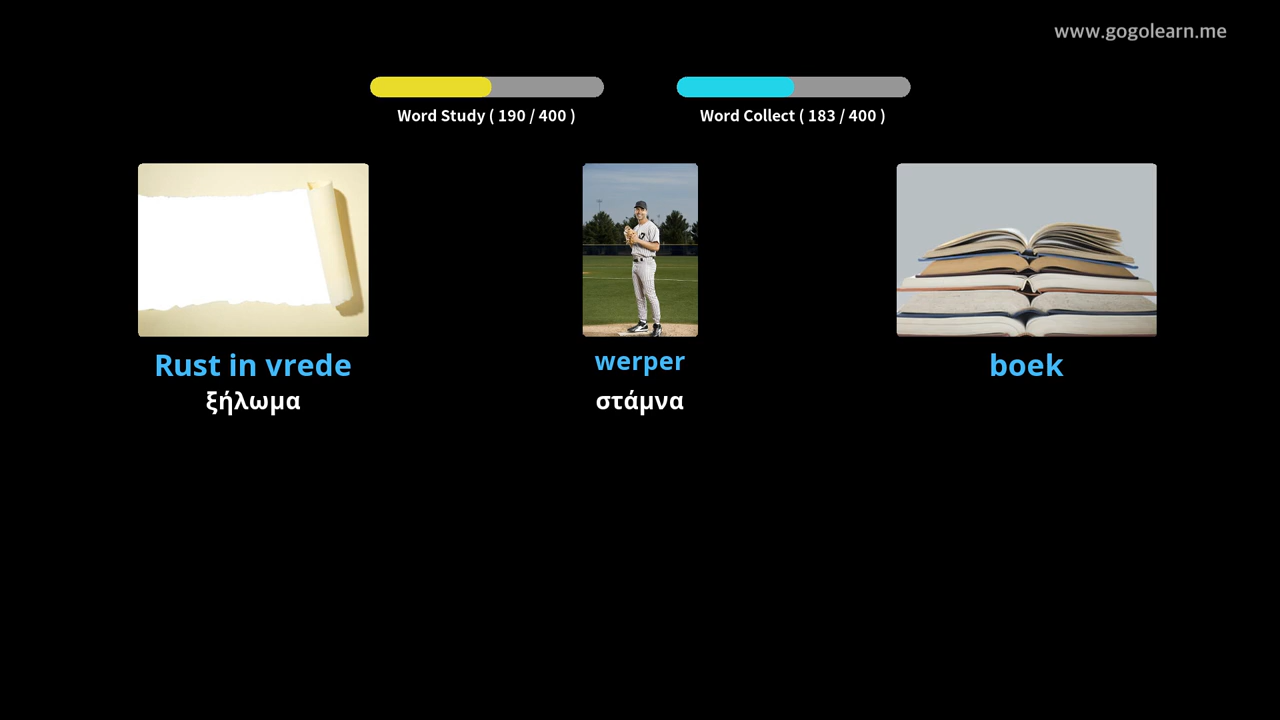 www.gogolearn.me
Word Study ( 190 / 400 )
Word Collect ( 183 / 400 )
Rust in vrede
ξήλωμα
werper
στάμνα
boek